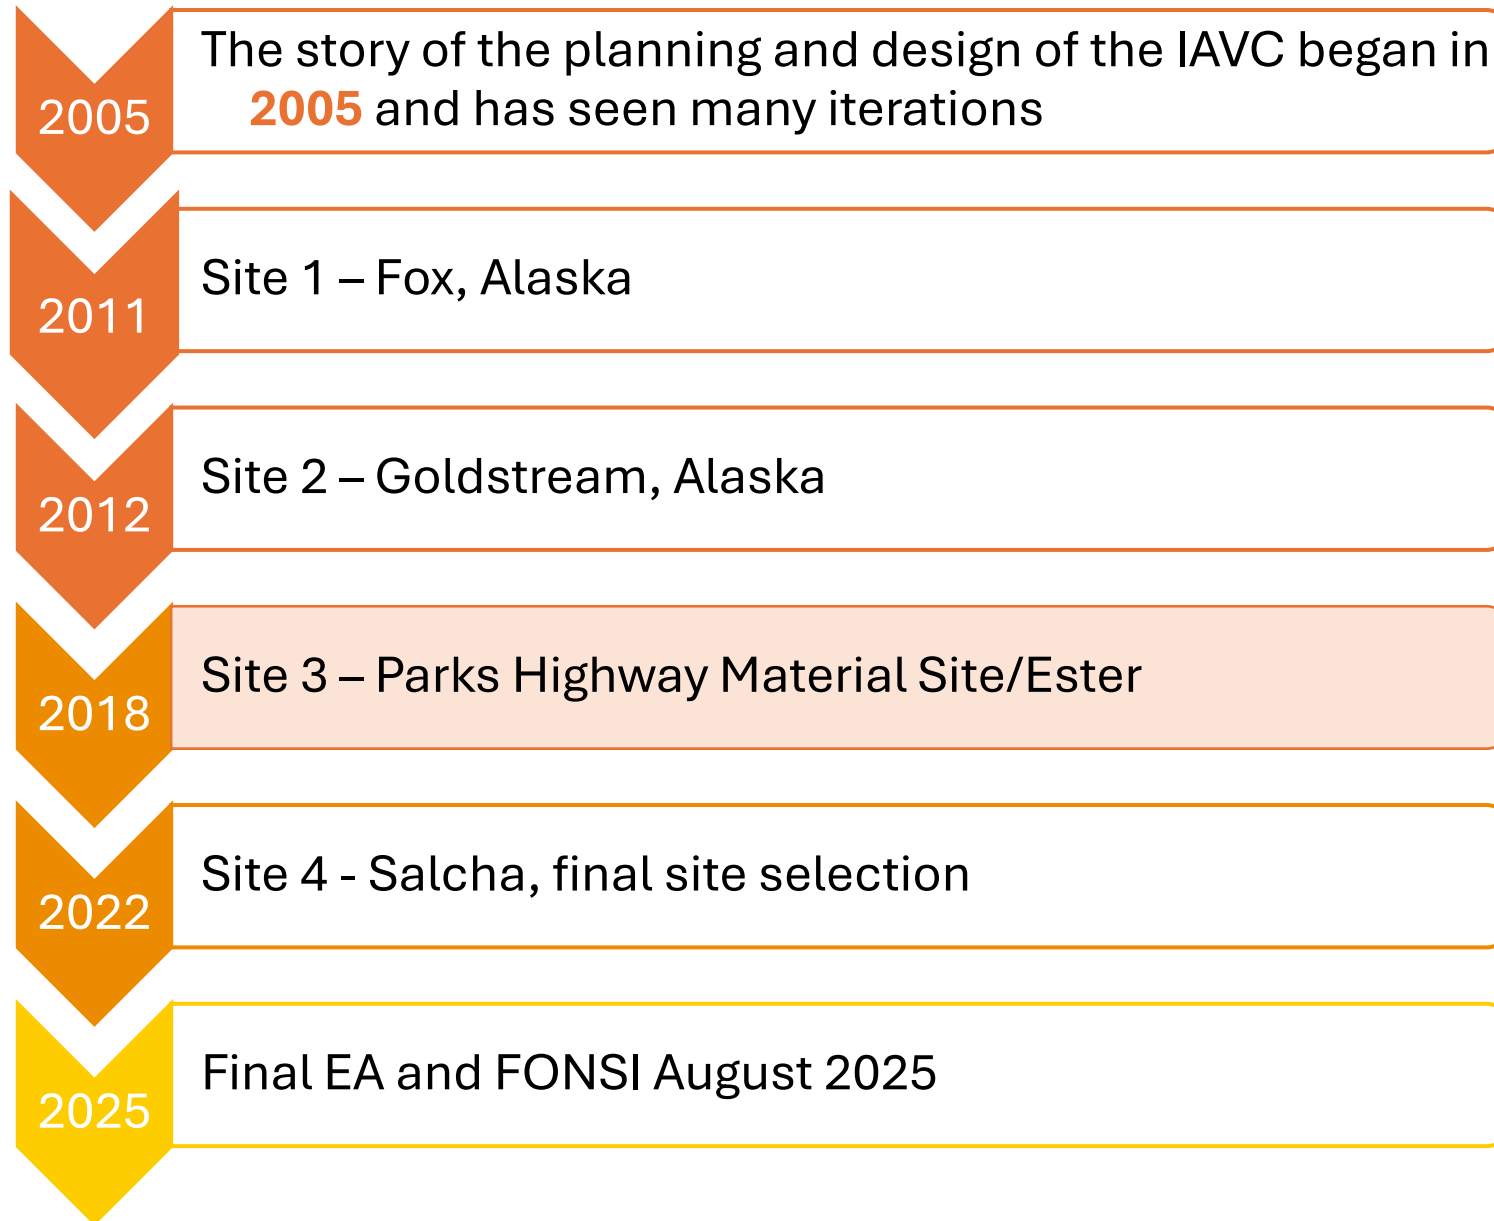 The story of the planning and design of the IAVC began in
2005 and has seen many iterations
2005
Site 1 – Fox, Alaska
2011
Site 2 – Goldstream, Alaska
2012
Site 3 – Parks Highway Material Site/Ester
2018
Site 4 - Salcha, final site selection
2022
Final EA and FONSI August 2025
2025